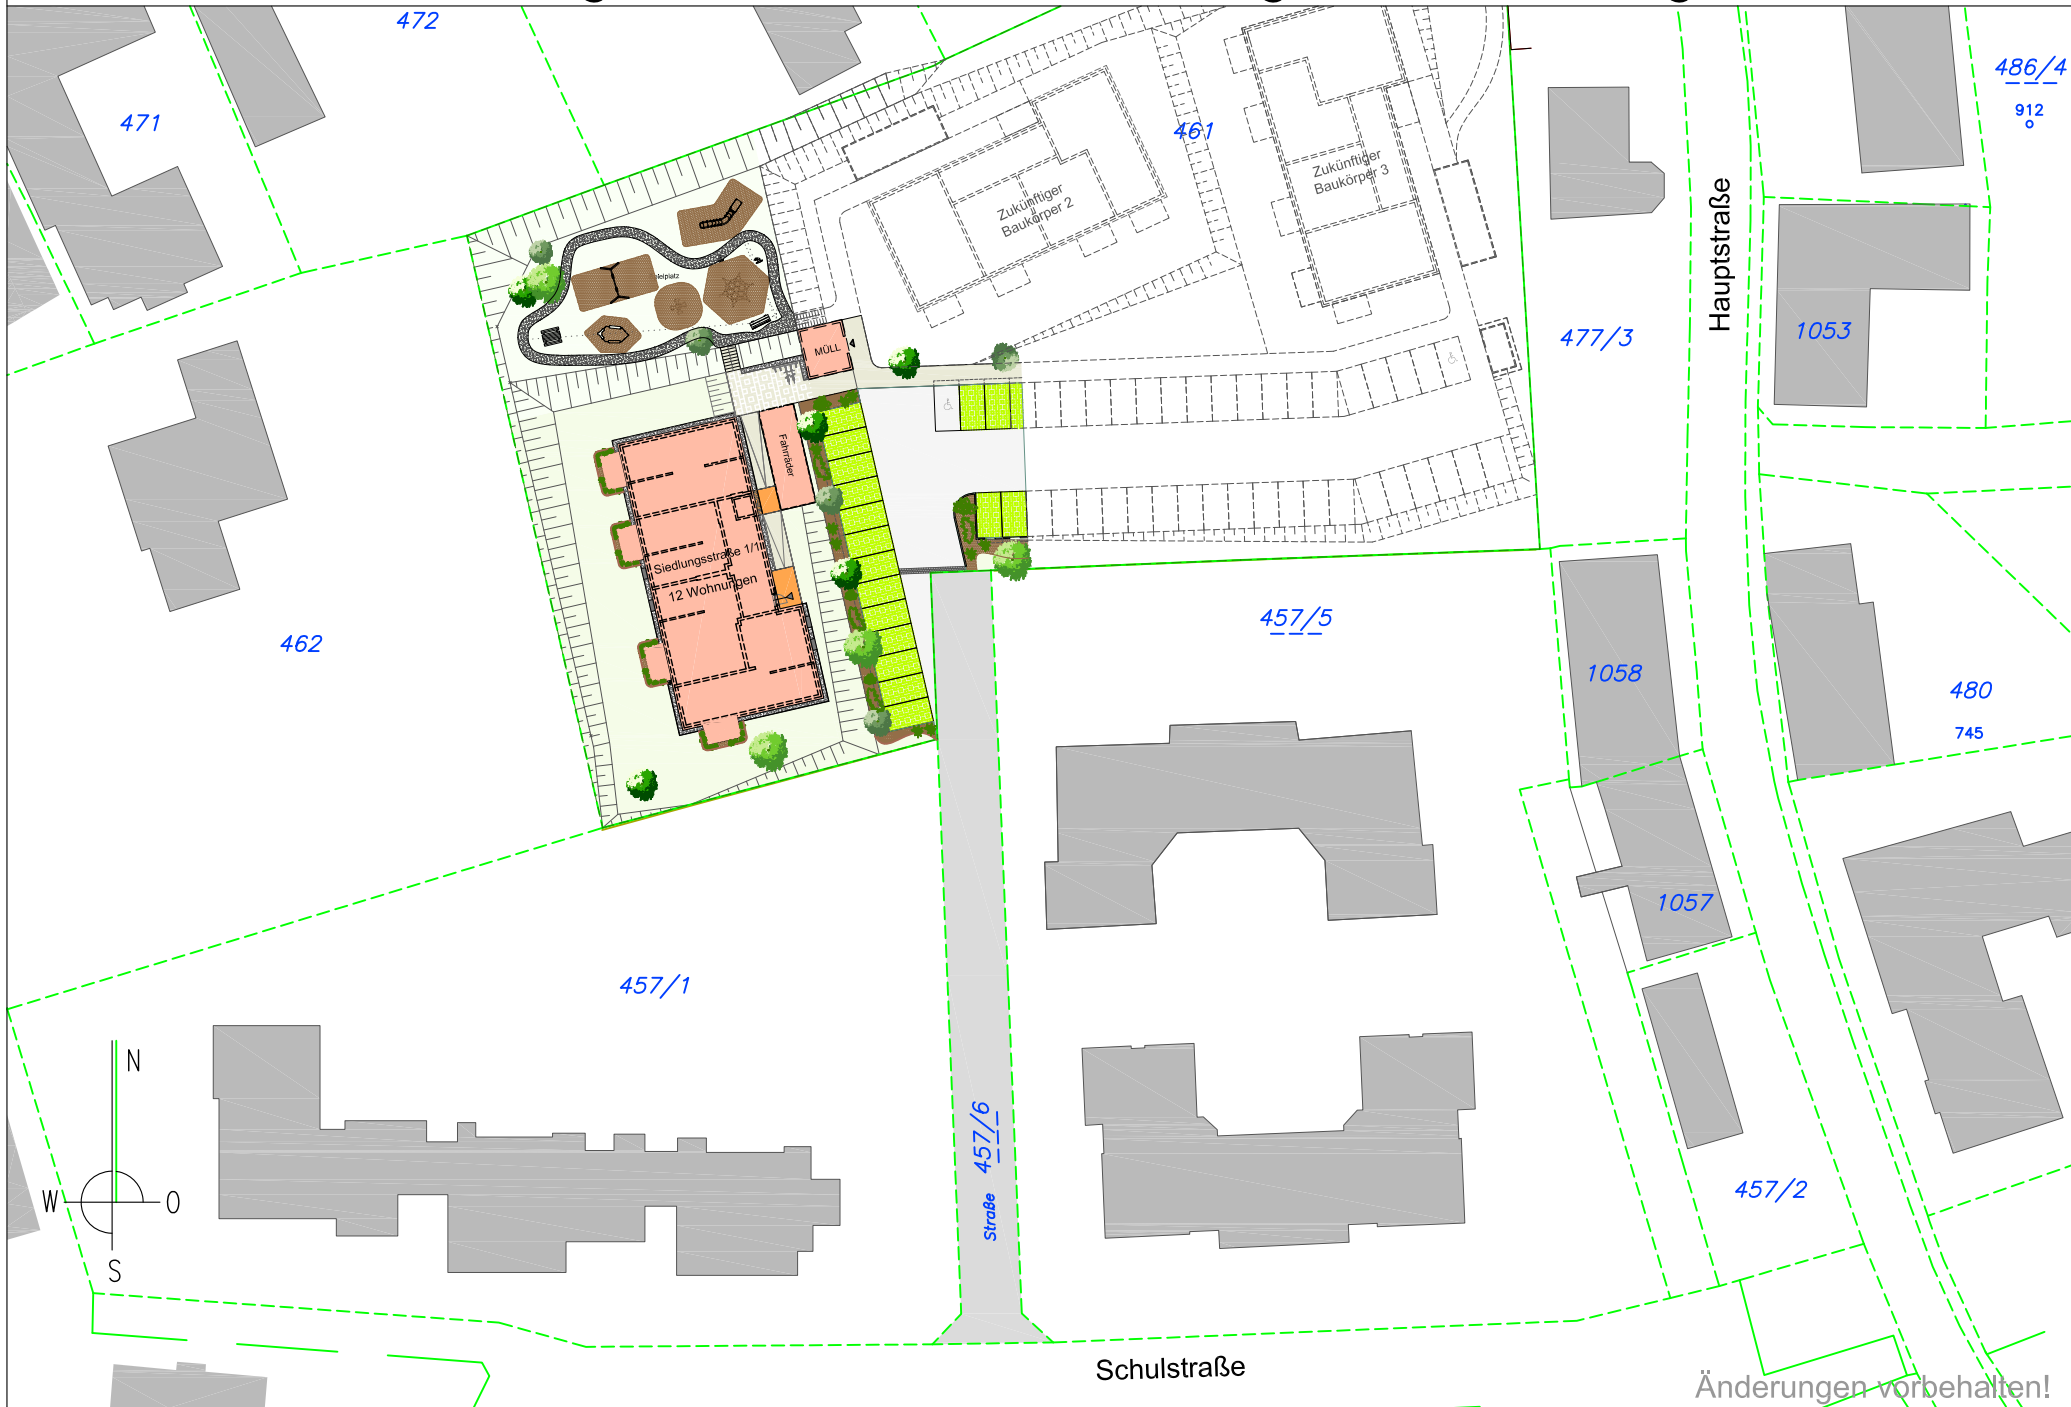 472
471
461
486/4
912
Zukünftiger
Baukörper 2
Zukünftiger
Baukörper 3
Hauptstraße
477/3
1053
MÜLL
Fahrräder
Siedlungsstraße 1/1
12 Wohnungen
462
457/5
1058
480
745
1057
457/1
N
W
O
S
Straße 457/6
457/2
Schulstraße
Änderungen vorbehalten!